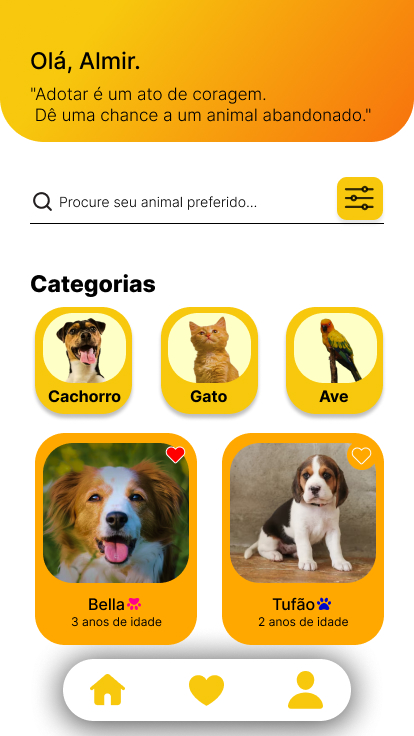 Olá, Almir.
"Adotar é um ato de coragem.
Dê uma chance a um animal abandonado."
Procure seu animal preferido...
Categorias
Cachorro
Gato
Ave
Bella
3 anos de idade
Tufão
2 anos de idade